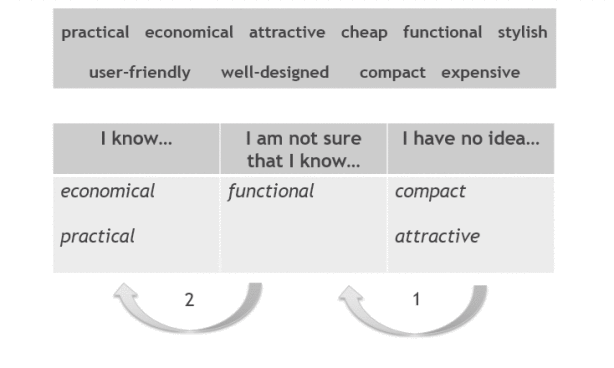 practical economical attractive cheap functional stylish
user-friendly well-designed compact expensive
I know… I am not sure that I know… I have no idea…
economical functional compact
practical attractive
2 1